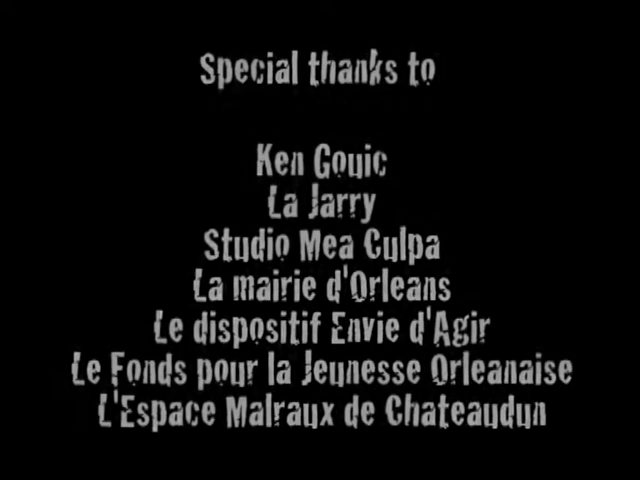 Special thanks to
Ken Gouic
La Jarry
Studio Mea Culpa
La mairie d'Orleans
Le dispositif Envie d'Agir
Le Fonds pour la Jeunesse Orleanaise
L'Espace Malraux de Chateaudun